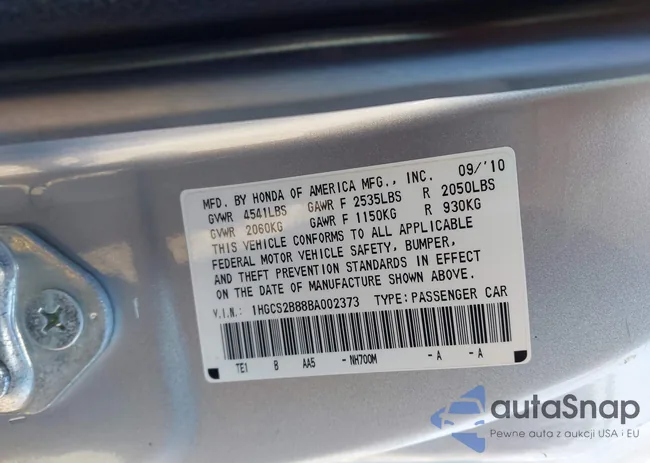 MFD. BY HONDA OF AMERICA MFG., INC. 09/'10
GVWR 4541LBS GAWR F 2535LBS R 2050LBS
GVWR 2060KG GAWR F 1150KG R 930KG
THIS VEHICLE CONFORMS TO ALL APPLICABLE
FEDERAL MOTOR VEHICLE SAFETY, BUMPER,
AND THEFT PREVENTION STANDARDS IN EFFECT
ON THE DATE OF MANUFACTURE SHOWN ABOVE.
V.I.N.: 1HGCS2B88BA002373 TYPE:PASSENGER CAR
TE1 B AA5 -NH700M -A -A
autaSnap
Pewne auta z aukcji USA i EU